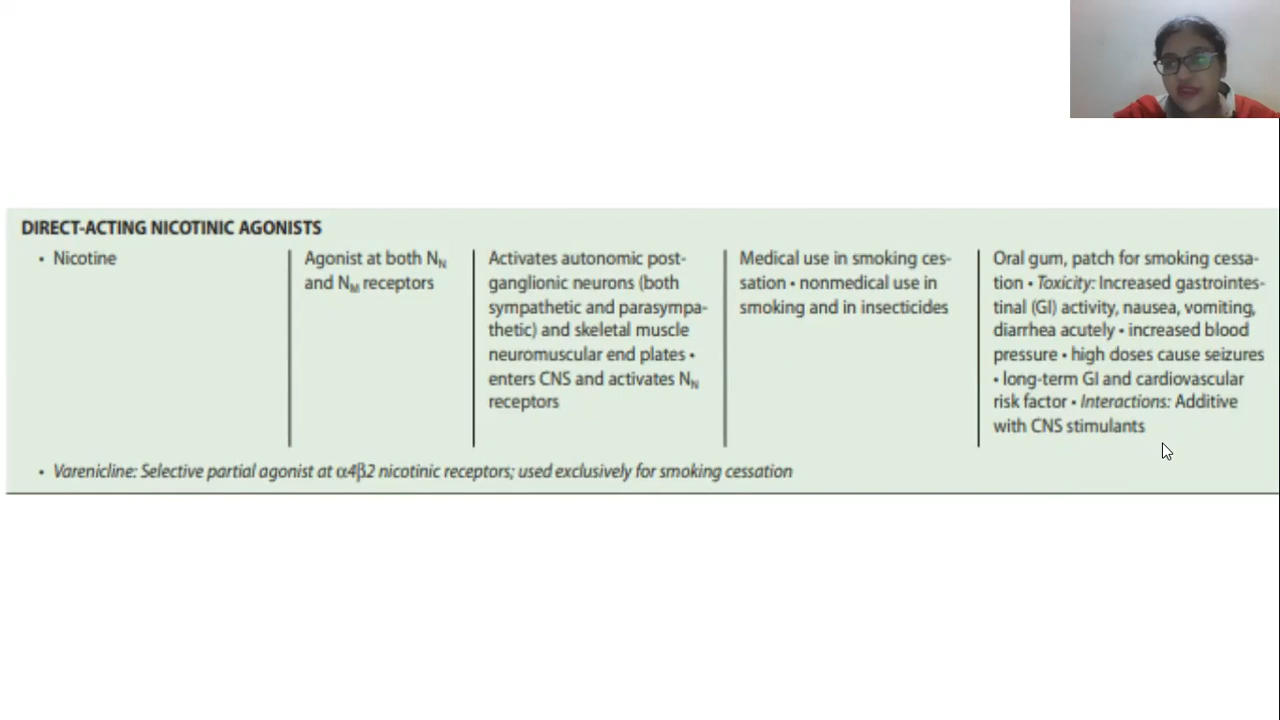 DIRECT-ACTING NICOTINIC AGONISTS
• Nicotine
Agonist at both NN
and NM receptors
Activates autonomic post-
ganglionic neurons (both
sympathetic and parasympa-
thetic) and skeletal muscle
neuromuscular end plates •
enters CNS and activates NN
receptors
Medical use in smoking ces-
sation • nonmedical use in
smoking and in insecticides
Oral gum, patch for smoking cessa-
tion • Toxicity: Increased gastrointes-
tinal (GI) activity, nausea, vomiting,
diarrhea acutely • increased blood
pressure • high doses cause seizures
• long-term GI and cardiovascular
risk factor • Interactions: Additive
with CNS stimulants
• Varenicline: Selective partial agonist at α4β2 nicotinic receptors; used exclusively for smoking cessation